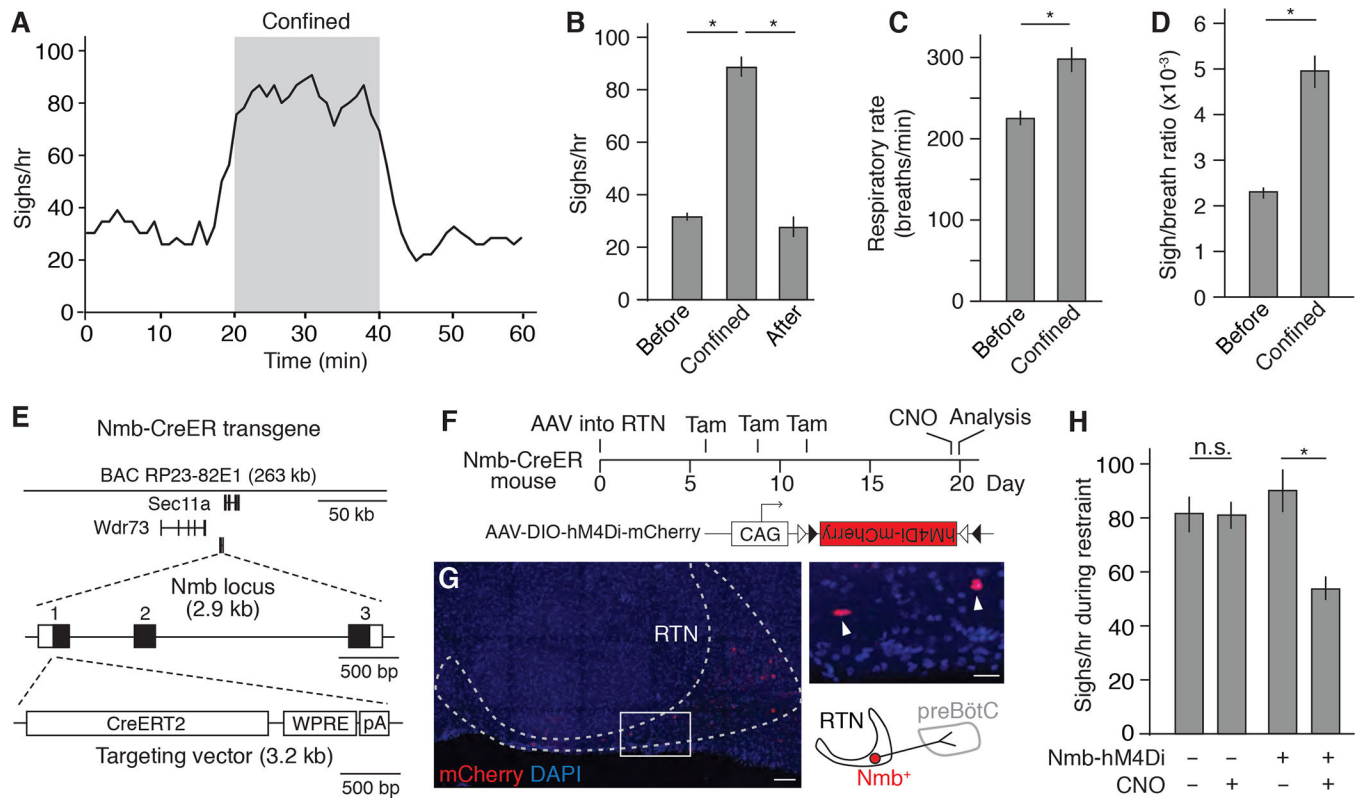 A
Confined
Sighs/hr
100
80
60
40
20
0
0 10 20 30 40 50 60
Time (min)
B
Sighs/hr
100
80
60
40
20
0
* *
Before Confined After
C
Respiratory rate
(breaths/min)
300
200
100
0
*
Before Confined
D
Sigh/breath ratio (x10⁻³)
6
5
4
3
2
1
0
*
Before Confined
E
Nmb-CreER transgene
BAC RP23-82E1 (263 kb)
Sec11a
50 kb
Wdr73
Nmb locus
(2.9 kb)
1 2 3
500 bp
CreERT2 WPRE pA
Targeting vector (3.2 kb)
500 bp
F
AAV into RTN Tam Tam Tam CNO Analysis
Nmb-CreER
mouse
0 5 10 15 20 Day
AAV-DIO-hM4Di-mCherry CAG hM4Di-mCherry
G
RTN
mCherry DAPI
RTN
preBötC
Nmb⁺
H
Sighs/hr during restraint
100
80
60
40
20
0
n.s. *
Nmb-hM4Di – – + +
CNO – + – +